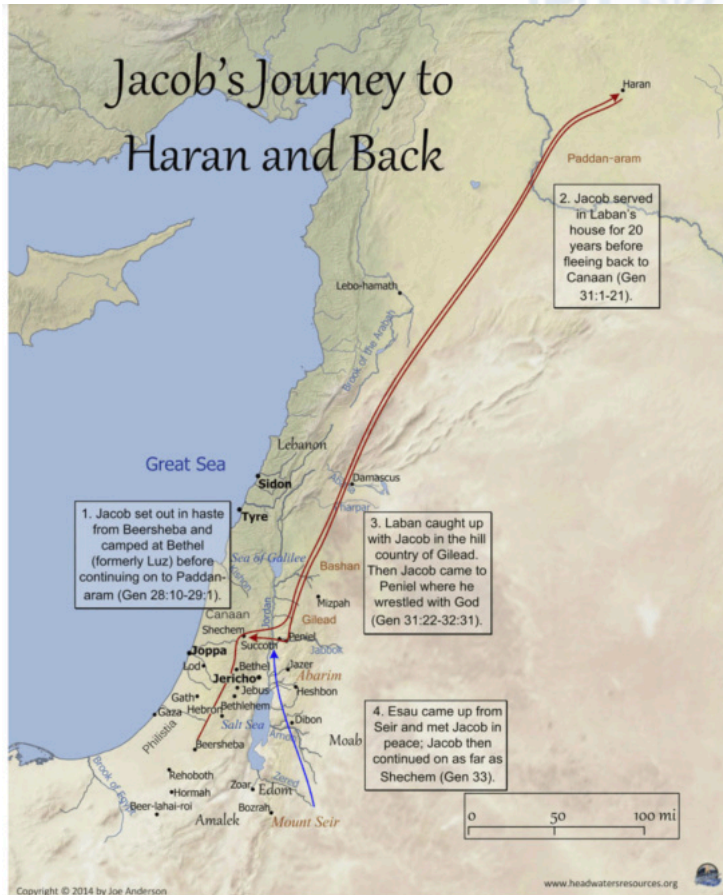 Jacob's Journey to
Haran and Back
Haran
Paddan-aram
2. Jacob served
in Laban's
house for 20
years before
fleeing back to
Canaan (Gen
31:1-21).
Lebo-hamath
Brook of the Arabah
Lebanon
Great Sea
Sidon
Damascus
Tyre
1. Jacob set out in haste
from Beersheba and
camped at Bethel
(formerly Luz) before
continuing on to Paddan-
aram (Gen 28:10-29:1).
3. Laban caught up
with Jacob in the hill
country of Gilead.
Then Jacob came to
Peniel where he
wrestled with God
(Gen 31:22-32:31).
Sea of Galilee
Bashan
Kishon
Mizpah
Jordan
Canaan
Gilead
Shechem
Peniel
Succoth
Jabbok
Joppa
Lod
Bethel
Jazer
Abarim
Jericho
Jebus
Heshbon
Gath
Bethlehem
Hebron
Gaza
Salt Sea
Dibon
Philistia
Arnon
Moab
Beersheba
4. Esau came up from
Seir and met Jacob in
peace; Jacob then
continued on as far as
Shechem (Gen 33).
Rehoboth
Zered
Hormah
Zoar
Edom
Brook of Egypt
Beer-lahai-roi
Bozrah
Amalek
Mount Seir
0 50 100 mi
www.headwatersresources.org
Copyright © 2014 by Joe Anderson